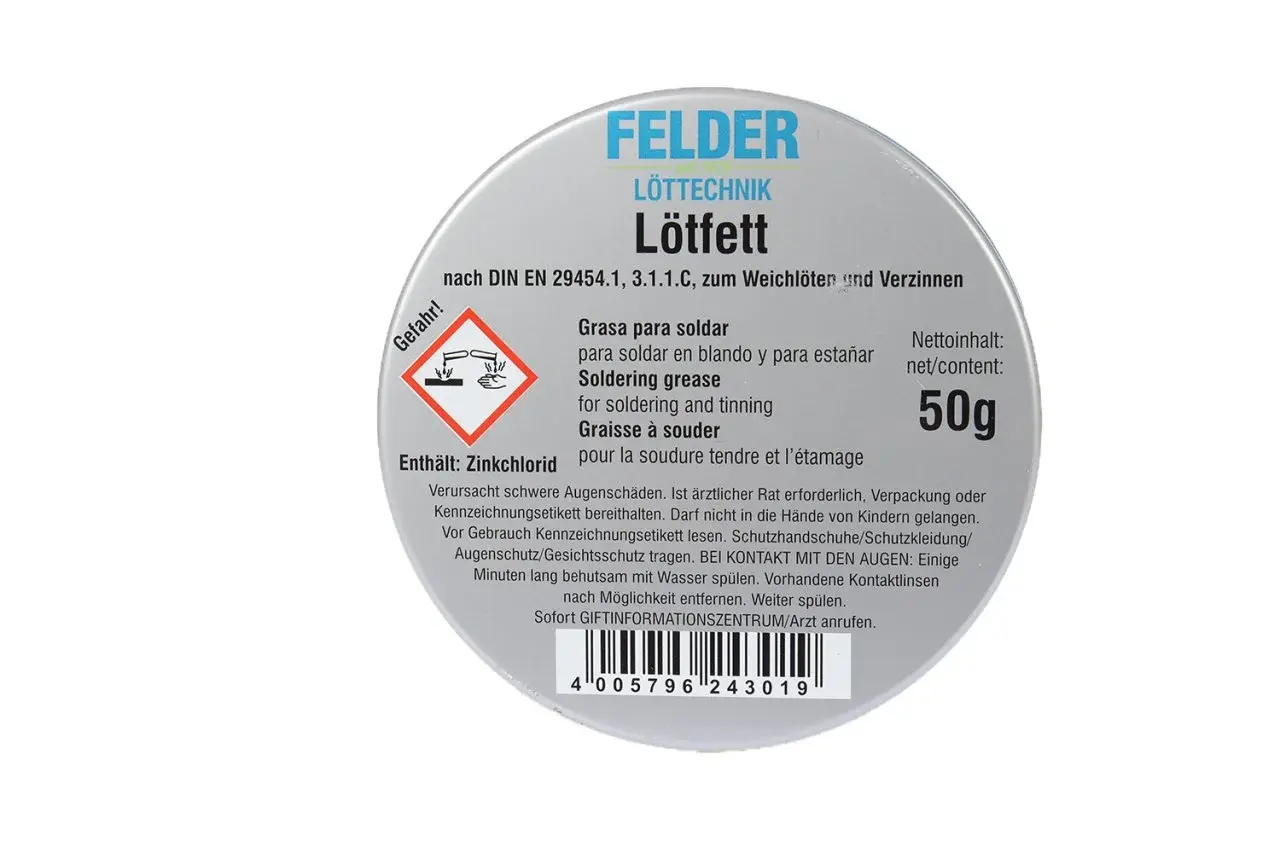 FELDER
LÖTTECHNIK
Lötfett
nach DIN EN 29454.1, 3.1.1.C, zum Weichlöten und Verzinnen
Gefahr!
Enthält: Zinkchlorid
Grasa para soldar
para soldar en blando y para estañar
Soldering grease
for soldering and tinning
Graisse à souder
pour la soudure tendre et l'étamage
Nettoinhalt:
net/content:
50g
Verursacht schwere Augenschäden. Ist ärztlicher Rat erforderlich, Verpackung oder
Kennzeichnungsetikett bereithalten. Darf nicht in die Hände von Kindern gelangen.
Vor Gebrauch Kennzeichnungsetikett lesen. Schutzhandschuhe/Schutzkleidung/
Augenschutz/Gesichtsschutz tragen. BEI KONTAKT MIT DEN AUGEN: Einige
Minuten lang behutsam mit Wasser spülen. Vorhandene Kontaktlinsen
nach Möglichkeit entfernen. Weiter spülen.
Sofort GIFTINFORMATIONSZENTRUM/Arzt anrufen.
4 005796 243019